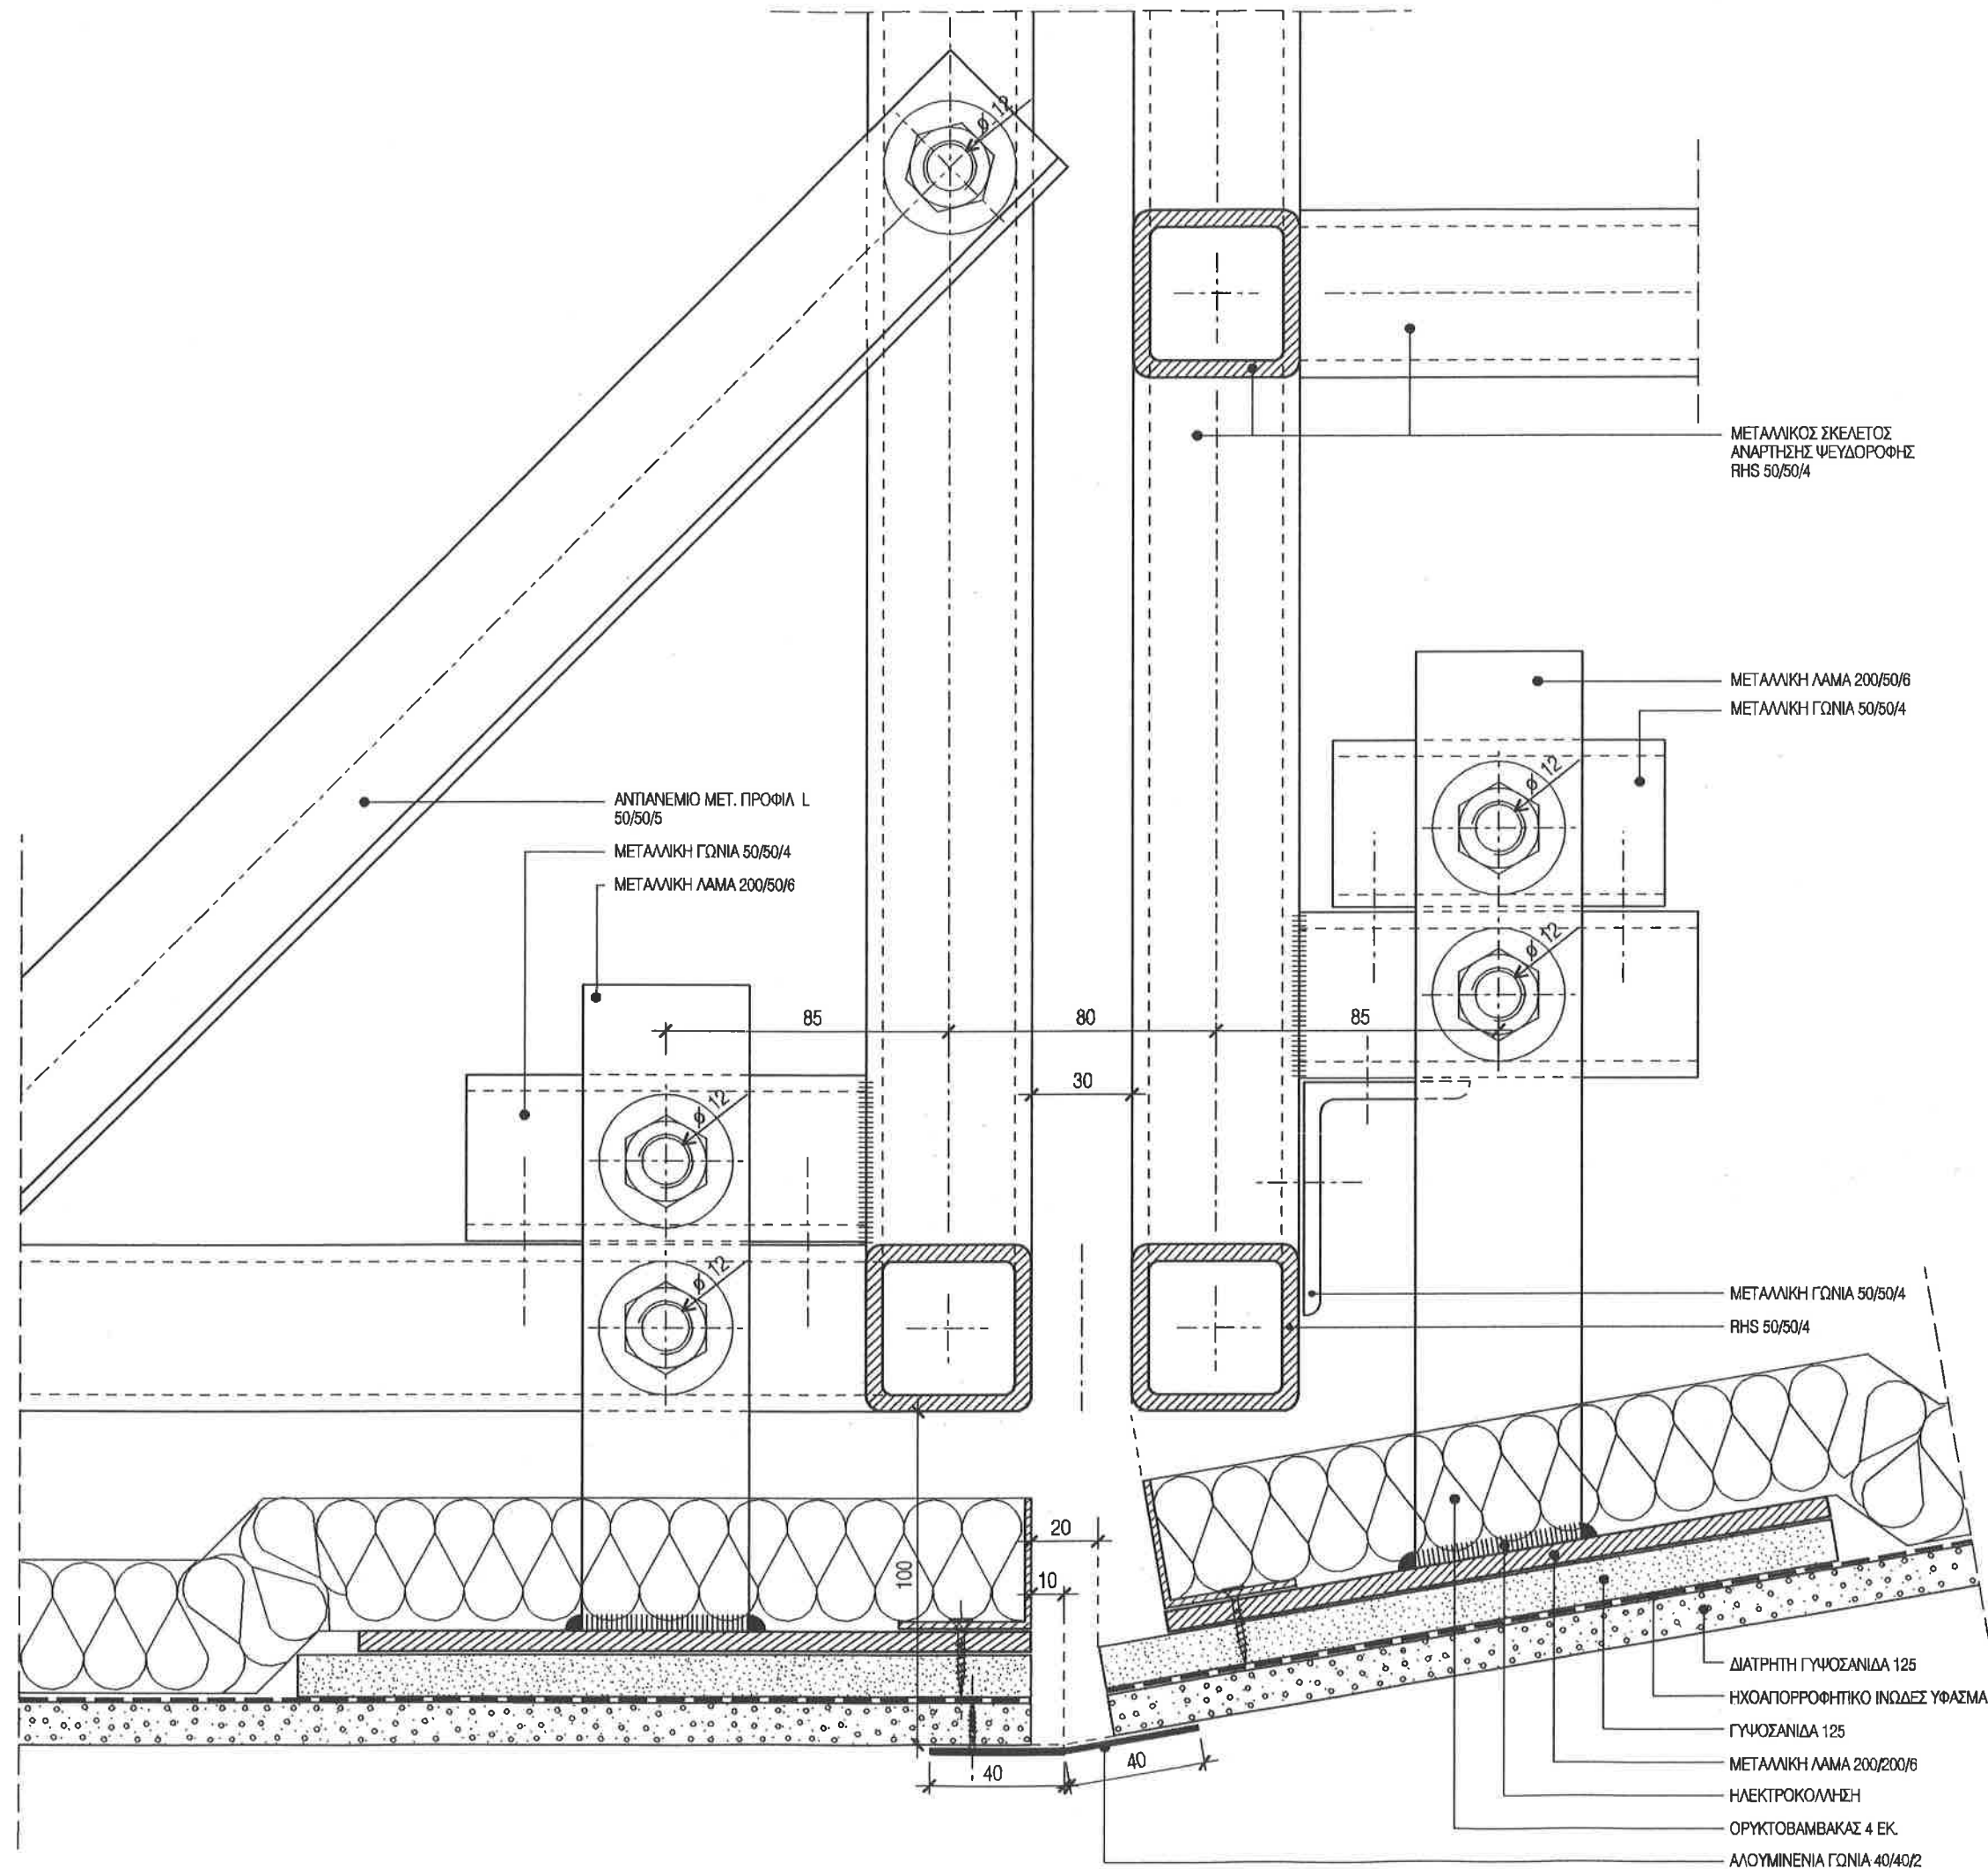 φ 12
ΜΕΤΑΛΛΙΚΟΣ ΣΚΕΛΕΤΟΣ
ΑΝΑΡΤΗΣΗΣ ΨΕΥΔΟΡΟΦΗΣ
RHS 50/50/4
ΜΕΤΑΛΛΙΚΗ ΛΑΜΑ 200/50/6
ΜΕΤΑΛΛΙΚΗ ΓΩΝΙΑ 50/50/4
φ 12
ΑΝΤΙΑΝΕΜΙΟ ΜΕΤ. ΠΡΟΦΙΛ L
50/50/5
ΜΕΤΑΛΛΙΚΗ ΓΩΝΙΑ 50/50/4
ΜΕΤΑΛΛΙΚΗ ΛΑΜΑ 200/50/6
φ 12
85
80
85
30
φ 12
φ 12
ΜΕΤΑΛΛΙΚΗ ΓΩΝΙΑ 50/50/4
RHS 50/50/4
20
100
10
40
40
ΔΙΑΤΡΗΤΗ ΓΥΨΟΣΑΝΙΔΑ 125
ΗΧΟΑΠΟΡΡΟΦΗΤΙΚΟ ΙΝΩΔΕΣ ΥΦΑΣΜΑ
ΓΥΨΟΣΑΝΙΔΑ 125
ΜΕΤΑΛΛΙΚΗ ΛΑΜΑ 200/200/6
ΗΛΕΚΤΡΟΚΟΛΛΗΣΗ
ΟΡΥΚΤΟΒΑΜΒΑΚΑΣ 4 ΕΚ.
ΑΛΟΥΜΙΝΕΝΙΑ ΓΩΝΙΑ 40/40/2